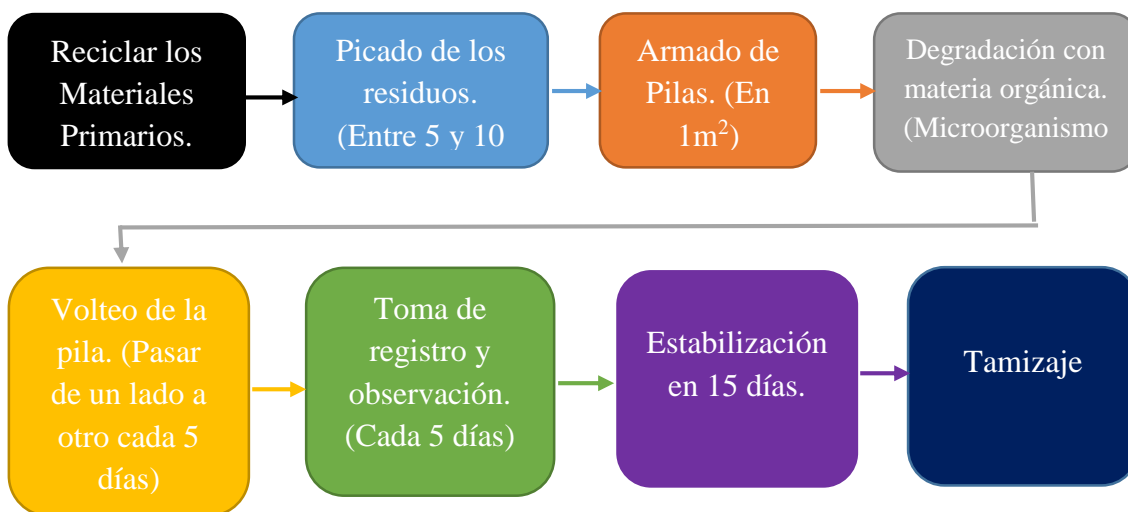 Reciclar los
Materiales
Primarios.
Picado de los
residuos.
(Entre 5 y 10
Armado de
Pilas. (En
1m²)
Degradación con
materia orgánica.
(Microorganismo
Volteo de la
pila. (Pasar
de un lado a
otro cada 5
días)
Toma de
registro y
observación.
(Cada 5 días)
Estabilización
en 15 días.
Tamizaje